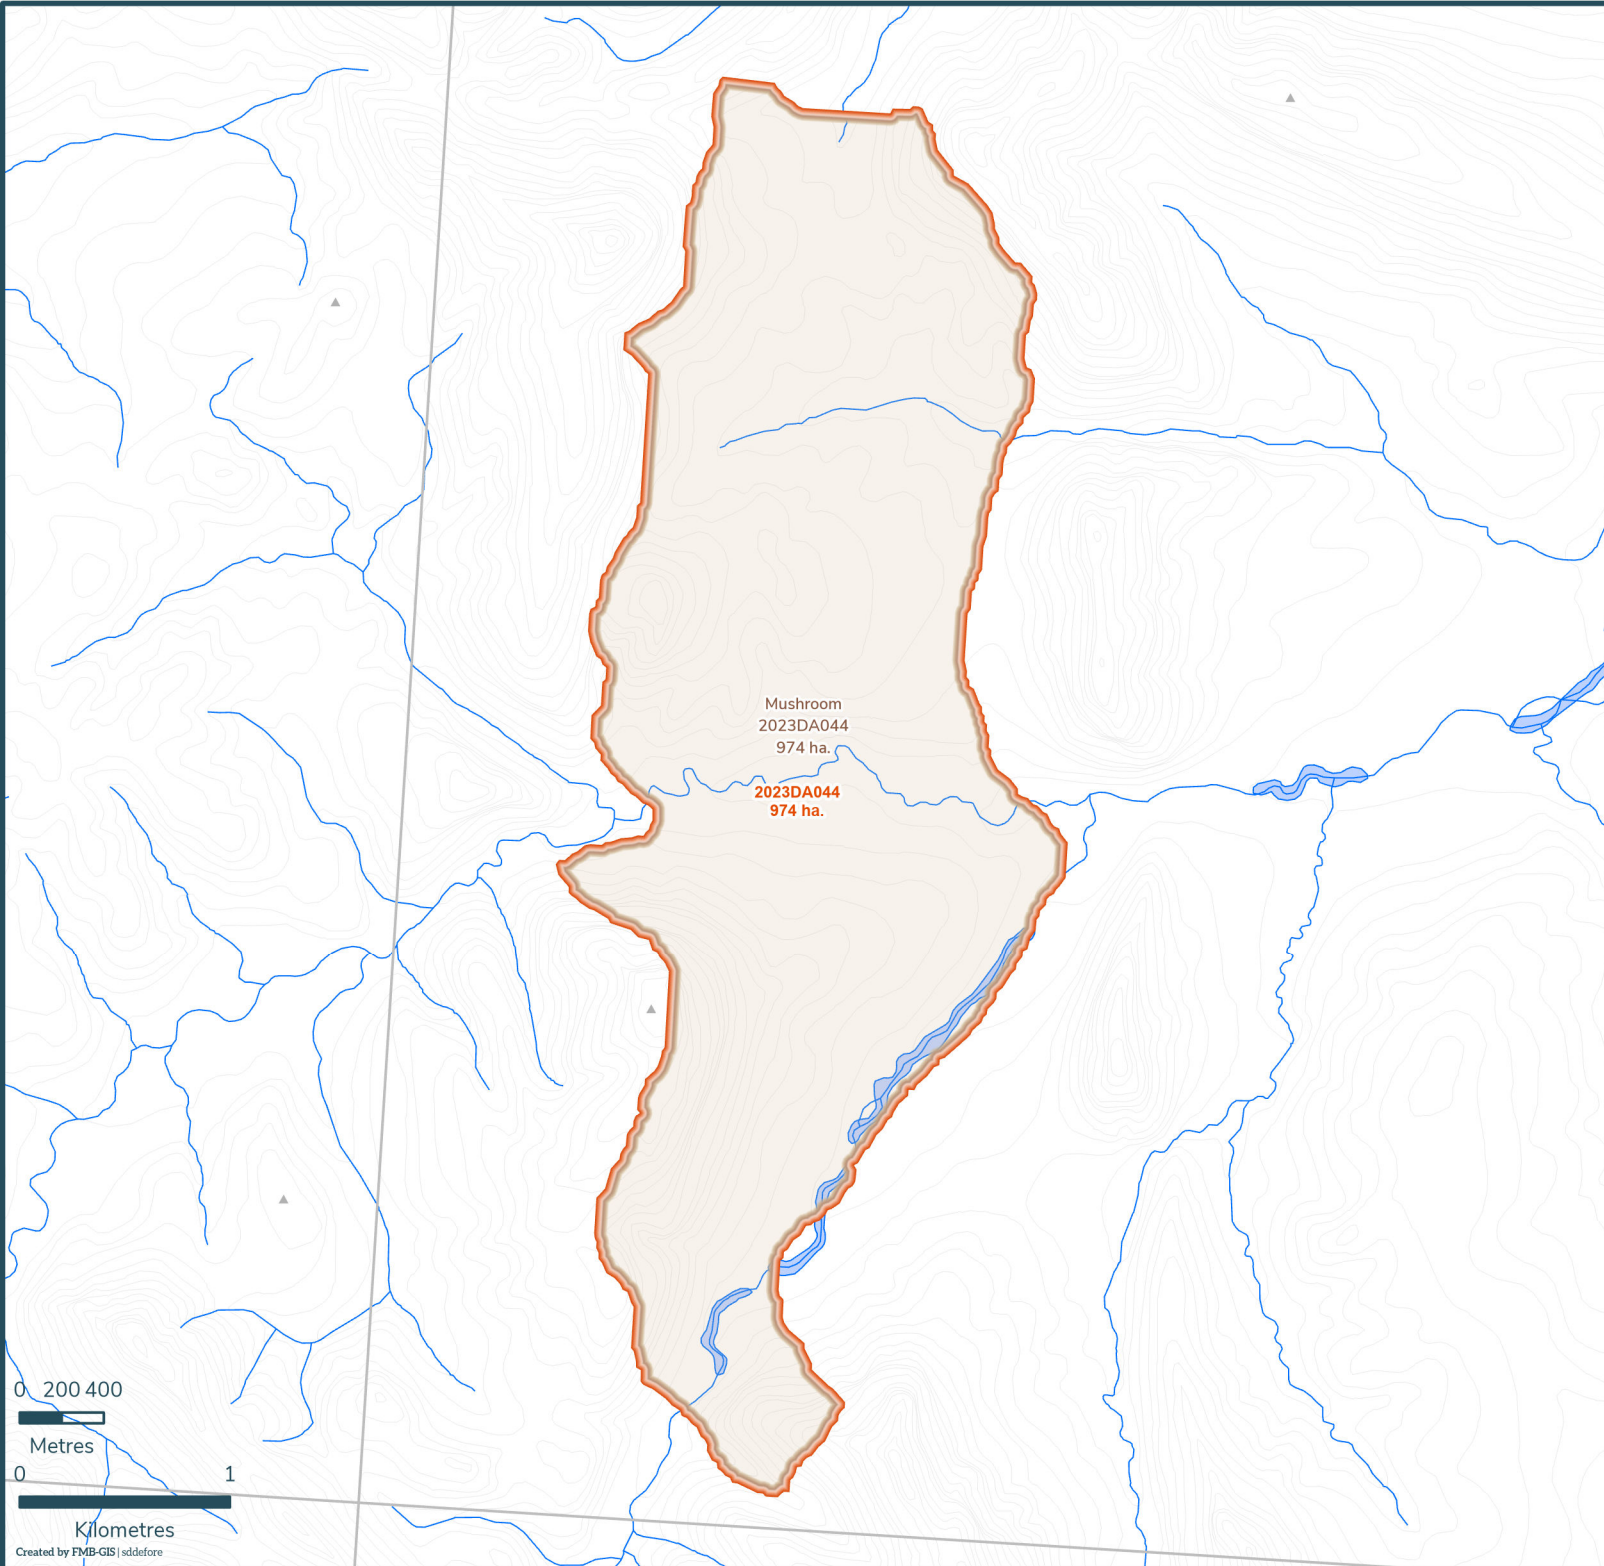 Mushroom
2023DA044
974 ha.
2023DA044
974 ha.
0 200 400
Metres
0 1
Kilometres
Created by FMB-GIS | sddefore